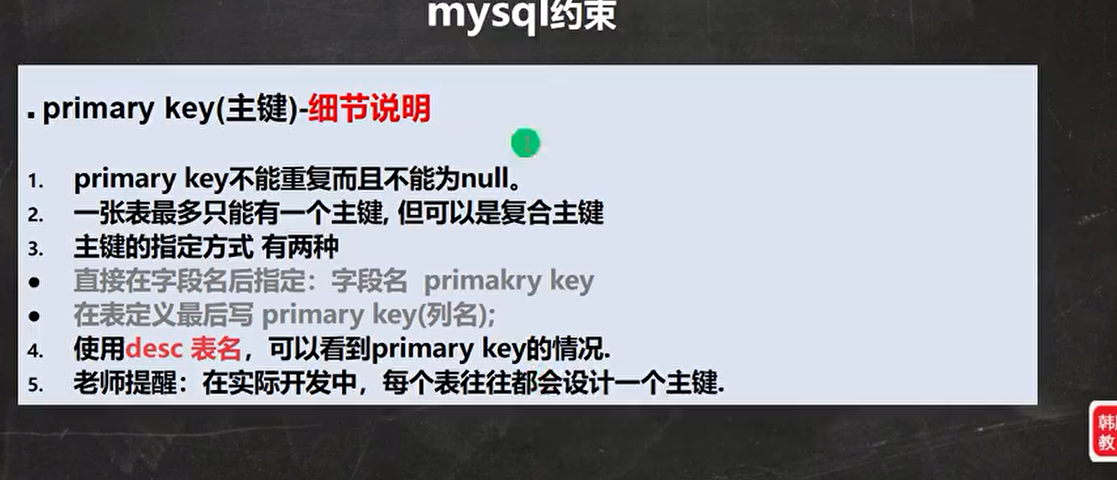 mysql约束
. primary key(主键)-细节说明
1. primary key不能重复而且不能为null。
2. 一张表最多只能有一个主键, 但可以是复合主键
3. 主键的指定方式 有两种
● 直接在字段名后指定：字段名 primakry key
● 在表定义最后写 primary key(列名);
4. 使用desc 表名，可以看到primary key的情况.
5. 老师提醒：在实际开发中，每个表往往都会设计一个主键.
韩
教